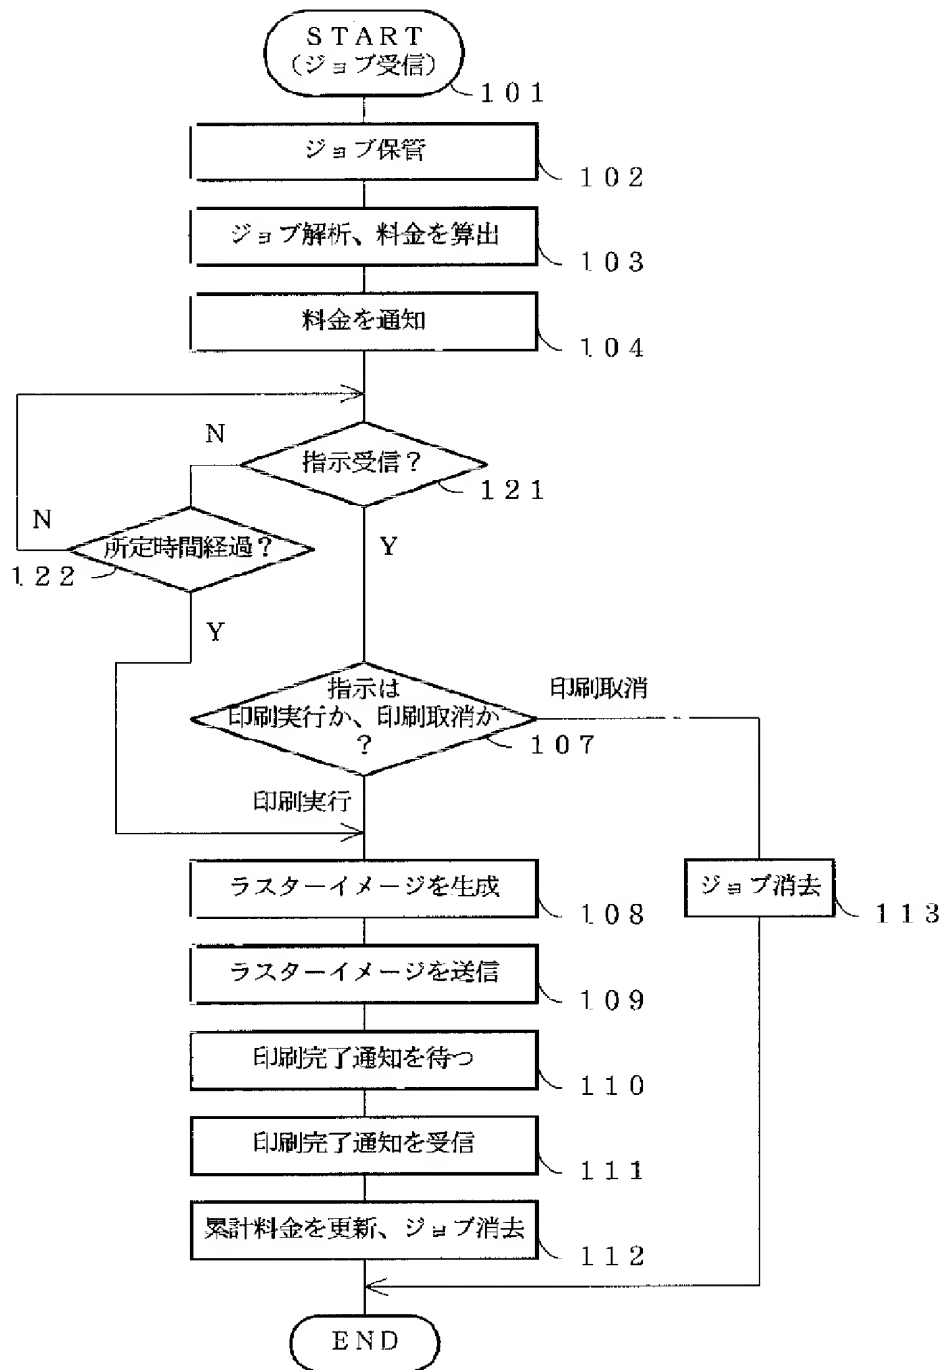 START
(ジョブ受信)
101
ジョブ保管
102
ジョブ解析、料金を算出
103
料金を通知
104
N
指示受信？
121
N
Y
所定時間経過？
122
Y
指示は
印刷実行か、印刷取消か
？
107
印刷取消
印刷実行
ラスターイメージを生成
108
ジョブ消去
113
ラスターイメージを送信
109
印刷完了通知を待つ
110
印刷完了通知を受信
111
累計料金を更新、ジョブ消去
112
END